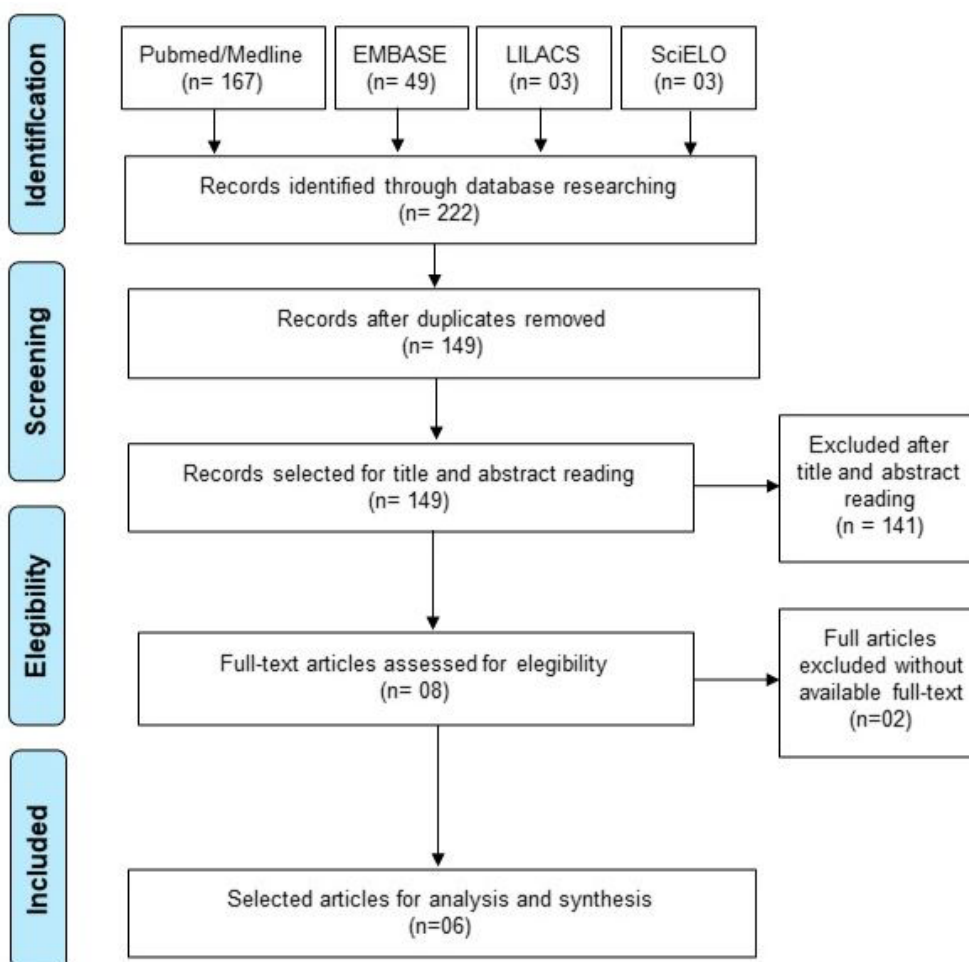 Identification
Pubmed/Medline
(n= 167)
EMBASE
(n= 49)
LILACS
(n= 03)
SciELO
(n= 03)
Records identified through database researching
(n= 222)
Screening
Records after duplicates removed
(n= 149)
Records selected for title and abstract reading
(n= 149)
Excluded after
title and abstract
reading
(n = 141)
Elegibility
Full-text articles assessed for elegibility
(n= 08)
Full articles
excluded without
available full-text
(n=02)
Included
Selected articles for analysis and synthesis
(n=06)